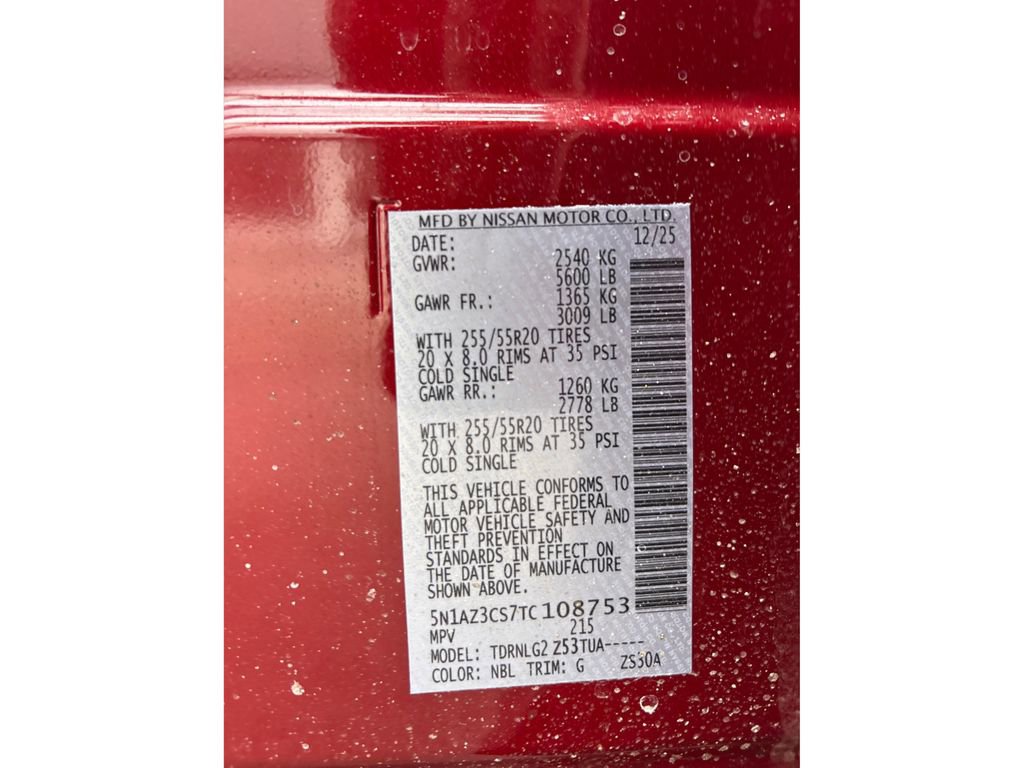 MFD BY NISSAN MOTOR CO., LTD.
DATE: 12/25
GVWR: 2540 KG
5600 LB
GAWR FR.: 1365 KG
3009 LB
WITH 255/55R20 TIRES
20 X 8.0 RIMS AT 35 PSI
COLD SINGLE
GAWR RR.: 1260 KG
2778 LB
WITH 255/55R20 TIRES
20 X 8.0 RIMS AT 35 PSI
COLD SINGLE
THIS VEHICLE CONFORMS TO
ALL APPLICABLE FEDERAL
MOTOR VEHICLE SAFETY AND
THEFT PREVENTION
STANDARDS IN EFFECT ON
THE DATE OF MANUFACTURE
SHOWN ABOVE.
5N1AZ3CS7TC108753
MPV 215
MODEL: TDRNLG2 Z53TUA-----
COLOR: NBL TRIM: G ZS30A